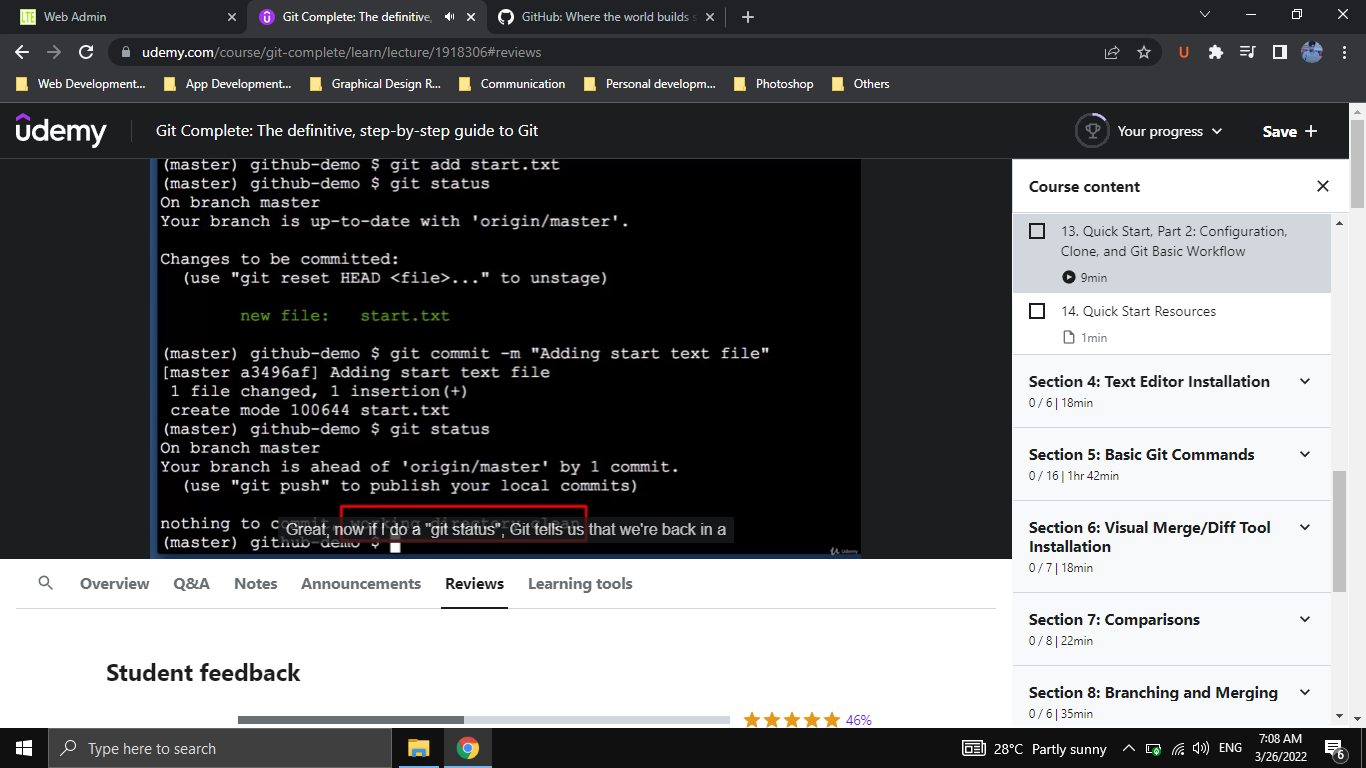 Web Admin
Git Complete: The definitive,
GitHub: Where the world builds s
udemy.com/course/git-complete/learn/lecture/1918306#reviews
U
Web Development...
App Development...
Graphical Design R...
Communication
Personal developm...
Photoshop
Others
udemy
Git Complete: The definitive, step-by-step guide to Git
Your progress
Save +
(master) github-demo $ git add start.txt
(master) github-demo $ git status
On branch master
Your branch is up-to-date with 'origin/master'.
Changes to be committed:
(use "git reset HEAD <file>..." to unstage)
new file: start.txt
(master) github-demo $ git commit -m "Adding start text file"
[master a3496af] Adding start text file
1 file changed, 1 insertion(+)
create mode 100644 start.txt
(master) github-demo $ git status
On branch master
Your branch is ahead of 'origin/master' by 1 commit.
(use "git push" to publish your local commits)
nothing to commit, working directory clean
(master) github-demo $
Great, now if I do a "git status", Git tells us that we're back in a
Udemy
Course content
13. Quick Start, Part 2: Configuration,
Clone, and Git Basic Workflow
9min
14. Quick Start Resources
1min
Section 4: Text Editor Installation
0 / 6 | 18min
Section 5: Basic Git Commands
0 / 16 | 1hr 42min
Section 6: Visual Merge/Diff Tool
Installation
0 / 7 | 18min
Section 7: Comparisons
0 / 8 | 22min
Section 8: Branching and Merging
0 / 6 | 35min
Overview
Q&A
Notes
Announcements
Reviews
Learning tools
Student feedback
46%
Type here to search
28°C Partly sunny
ENG
7:08 AM
3/26/2022
6